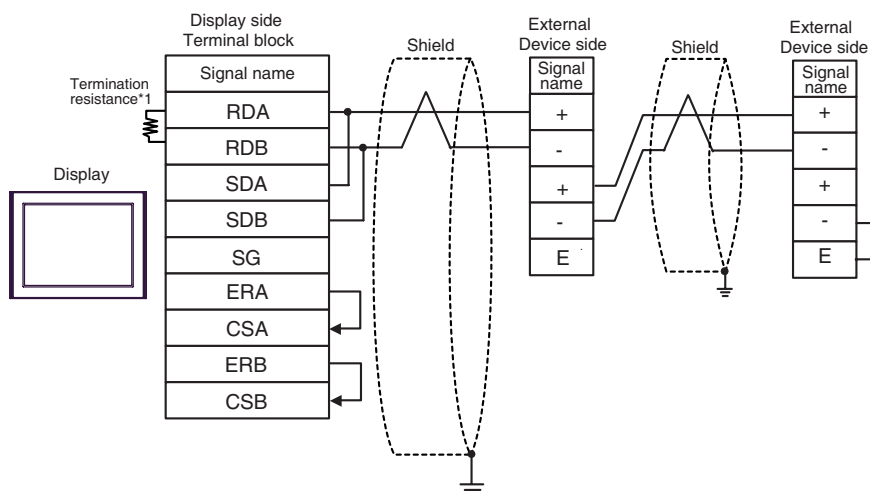 Display side
Terminal block
Signal name
RDA
RDB
SDA
SDB
SG
ERA
CSA
ERB
CSB
Termination
resistance*1
Display
Shield
External
Device side
Signal
name
+
-
+
-
E
Shield
External
Device side
Signal
name
+
-
+
-
E